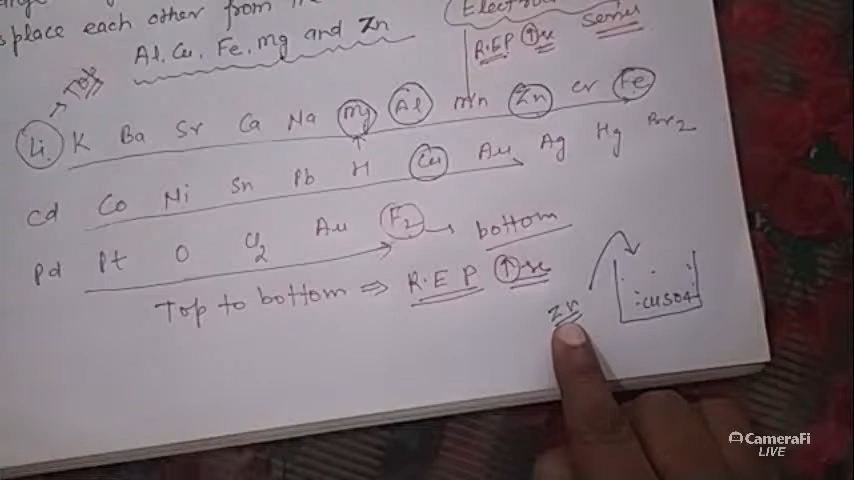 place each other from
Al, Cu, Fe, mg and Zn
Electro
R.E.P ↑se series
→ Top
Li K Ba Sr Ca Na mg Al mn Zn cr Fe
Cd Co Ni Sn Pb H Cu Au Ag Hg Br2
Pd Pt O Cl2 Au F2 → bottom
Top to bottom ⇒ R.E.P ↑se
Zn CuSO4
CameraFi
LIVE